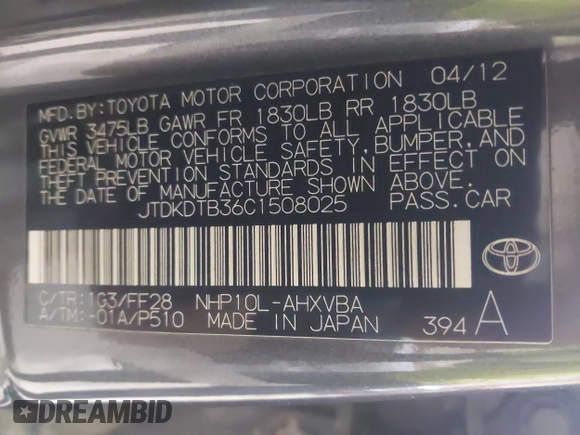 MFD. BY: TOYOTA MOTOR CORPORATION 04/12
GVWR 3475LB GAWR FR 1830LB RR 1830LB
THIS VEHICLE CONFORMS TO ALL APPLICABLE
FEDERAL MOTOR VEHICLE SAFETY, BUMPER, AND
THEFT PREVENTION STANDARDS IN EFFECT ON
THE DATE OF MANUFACTURE SHOWN ABOVE.
JTDKDTB36C1508025 PASS. CAR
TOYOTA
C/TR: 1G3/FF28 NHP10L-AHXVBA
A/TM: -01A/P510 MADE IN JAPAN 394 A
DREAMBID